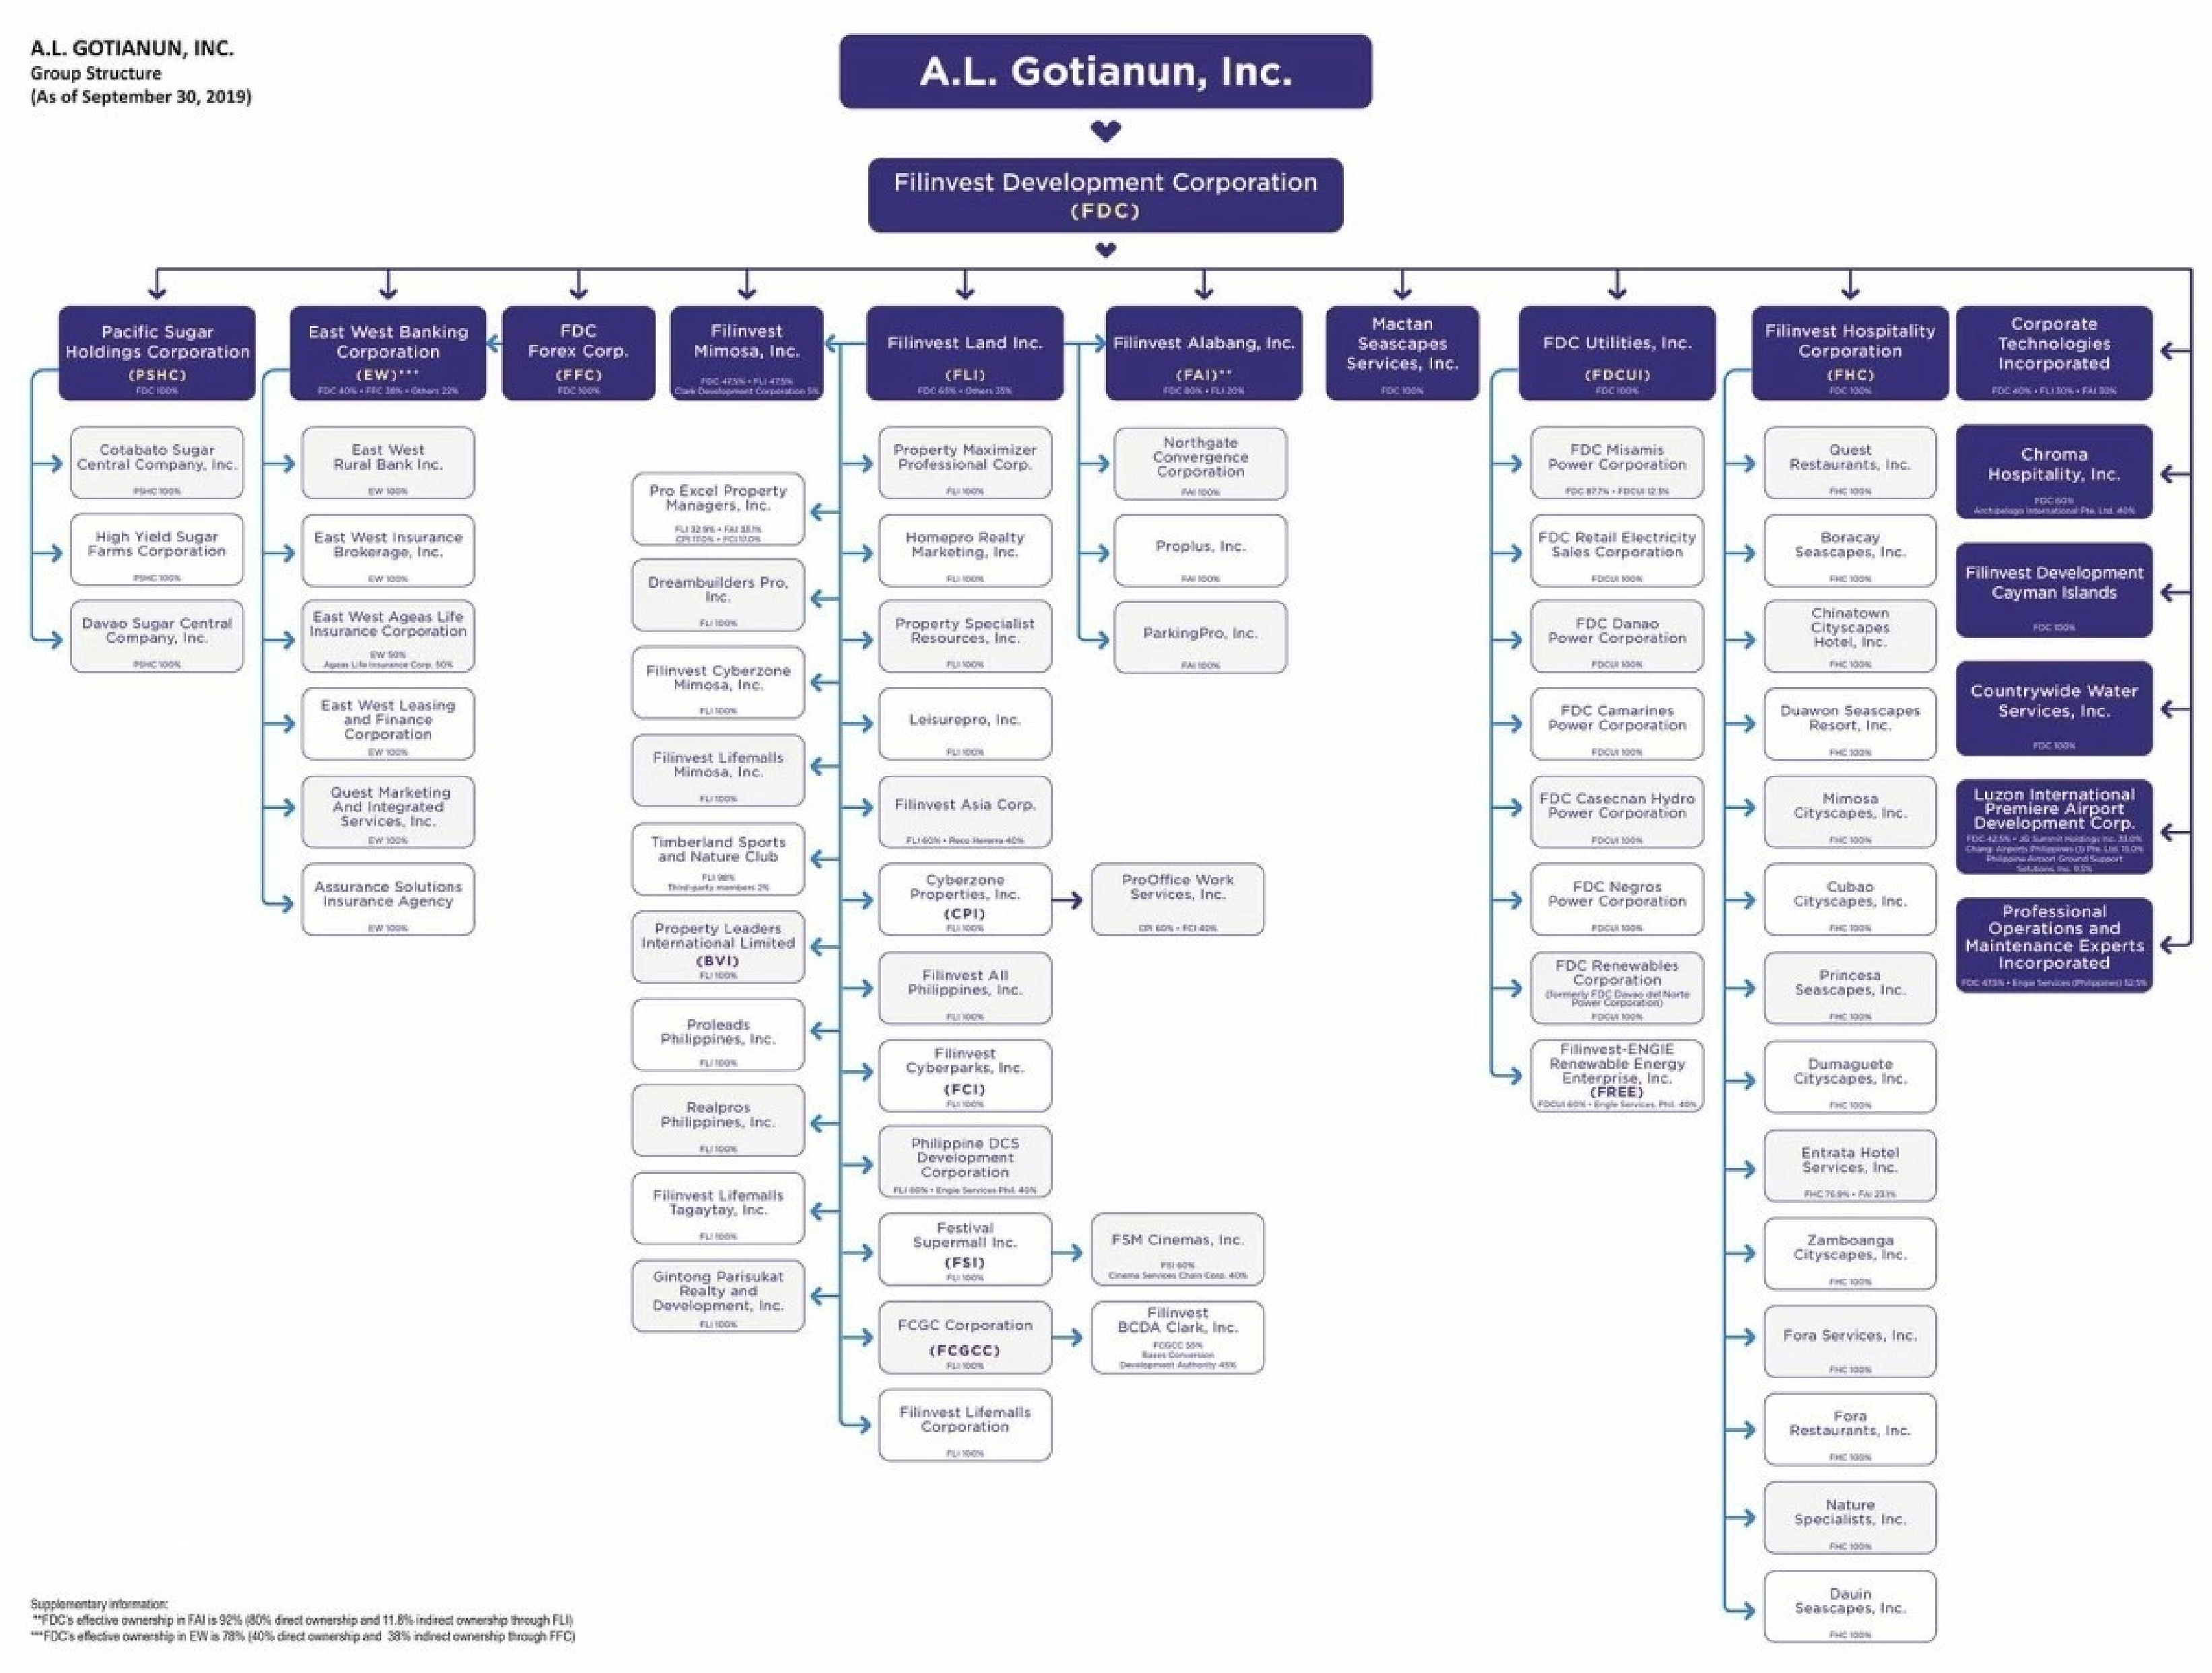 A.L. GOTIANUN, INC.
Group Structure
(As of September 30, 2019)
A.L. Gotianun, Inc.
Filinvest Development Corporation
(FDC)
Pacific Sugar
Holdings Corporation
(PSHC)
FDC 100%
East West Banking
Corporation
(EW)***
FDC 40% • FFC 38% • Others 22%
FDC
Forex Corp.
(FFC)
FDC 100%
Filinvest
Mimosa, Inc.
FDC 47.5% • FLI 47.5%
Clark Development Corporation 5%
Filinvest Land Inc.
(FLI)
FDC 65% • Others 35%
Filinvest Alabang, Inc.
(FAI)**
FDC 80% • FLI 20%
Mactan
Seascapes
Services, Inc.
FDC 100%
FDC Utilities, Inc.
(FDCUI)
FDC 100%
Filinvest Hospitality
Corporation
(FHC)
FDC 100%
Corporate
Technologies
Incorporated
FDC 40% • FLI 30% • FAI 30%
Cotabato Sugar
Central Company, Inc.
PSHC 100%
High Yield Sugar
Farms Corporation
PSHC 100%
Davao Sugar Central
Company, Inc.
PSHC 100%
East West
Rural Bank Inc.
EW 100%
East West Insurance
Brokerage, Inc.
EW 100%
East West Ageas Life
Insurance Corporation
EW 50%
Ageas Life Insurance Corp. 50%
East West Leasing
and Finance
Corporation
EW 100%
Quest Marketing
And Integrated
Services, Inc.
EW 100%
Assurance Solutions
Insurance Agency
EW 100%
Pro Excel Property
Managers, Inc.
FLI 32.9% • FAI 33.1%
CPI 17.0% • FCI 17.0%
Dreambuilders Pro,
Inc.
FLI 100%
Filinvest Cyberzone
Mimosa, Inc.
FLI 100%
Filinvest Lifemalls
Mimosa, Inc.
FLI 100%
Timberland Sports
and Nature Club
FLI 98%
Third-party members 2%
Property Leaders
International Limited
(BVI)
FLI 100%
Proleads
Philippines, Inc.
FLI 100%
Realpros
Philippines, Inc.
FLI 100%
Filinvest Lifemalls
Tagaytay, Inc.
FLI 100%
Gintong Parisukat
Realty and
Development, Inc.
FLI 100%
Property Maximizer
Professional Corp.
FLI 100%
Homepro Realty
Marketing, Inc.
FLI 100%
Property Specialist
Resources, Inc.
FLI 100%
Leisurepro, Inc.
FLI 100%
Filinvest Asia Corp.
FLI 60% • Reco Herrera 40%
Cyberzone
Properties, Inc.
(CPI)
FLI 100%
Filinvest All
Philippines, Inc.
FLI 100%
Filinvest
Cyberparks, Inc.
(FCI)
FLI 100%
Philippine DCS
Development
Corporation
FLI 60% • Engie Services Phil. 40%
Festival
Supermall Inc.
(FSI)
FLI 100%
FCGC Corporation
(FCGCC)
FLI 100%
Filinvest Lifemalls
Corporation
FLI 100%
Northgate
Convergence
Corporation
FAI 100%
Proplus, Inc.
FAI 100%
ParkingPro, Inc.
FAI 100%
ProOffice Work
Services, Inc.
CPI 60% • FCI 40%
FSM Cinemas, Inc.
FSI 60%
Cinema Services Chain Corp. 40%
Filinvest
BCDA Clark, Inc.
FCGCC 55%
Bases Conversion
Development Authority 45%
FDC Misamis
Power Corporation
FDC 87.7% • FDCUI 12.3%
FDC Retail Electricity
Sales Corporation
FDCUI 100%
FDC Danao
Power Corporation
FDCUI 100%
FDC Camarines
Power Corporation
FDCUI 100%
FDC Casecnan Hydro
Power Corporation
FDCUI 100%
FDC Negros
Power Corporation
FDCUI 100%
FDC Renewables
Corporation
(formerly FDC Davao del Norte
Power Corporation)
FDCUI 100%
Filinvest-ENGIE
Renewable Energy
Enterprise, Inc.
(FREE)
FDCUI 60% • Engie Services, Phil. 40%
Quest
Restaurants, Inc.
FHC 100%
Boracay
Seascapes, Inc.
FHC 100%
Chinatown
Cityscapes
Hotel, Inc.
FHC 100%
Duawon Seascapes
Resort, Inc.
FHC 100%
Mimosa
Cityscapes, Inc.
FHC 100%
Cubao
Cityscapes, Inc.
FHC 100%
Princesa
Seascapes, Inc.
FHC 100%
Dumaguete
Cityscapes, Inc.
FHC 100%
Entrata Hotel
Services, Inc.
FHC 76.9% • FAI 23.1%
Zamboanga
Cityscapes, Inc.
FHC 100%
Fora Services, Inc.
FHC 100%
Fora
Restaurants, Inc.
FHC 100%
Nature
Specialists, Inc.
FHC 100%
Dauin
Seascapes, Inc.
FHC 100%
Chroma
Hospitality, Inc.
FDC 60%
Archipelago International Pte. Ltd. 40%
Filinvest Development
Cayman Islands
FDC 100%
Countrywide Water
Services, Inc.
FDC 100%
Luzon International
Premiere Airport
Development Corp.
FDC 42.5% • JG Summit Holdings Inc. 33.0%
Changi Airports Philippines (I) Pte. Ltd. 15.0%
Philippine Airport Ground Support
Solutions, Inc. 9.5%
Professional
Operations and
Maintenance Experts
Incorporated
FDC 47.5% • Engie Services (Philippines) 52.5%
Supplementary information:
**FDC's effective ownership in FAI is 92% (80% direct ownership and 11.8% indirect ownership through FLI)
***FDC's effective ownership in EW is 78% (40% direct ownership and 38% indirect ownership through FFC)